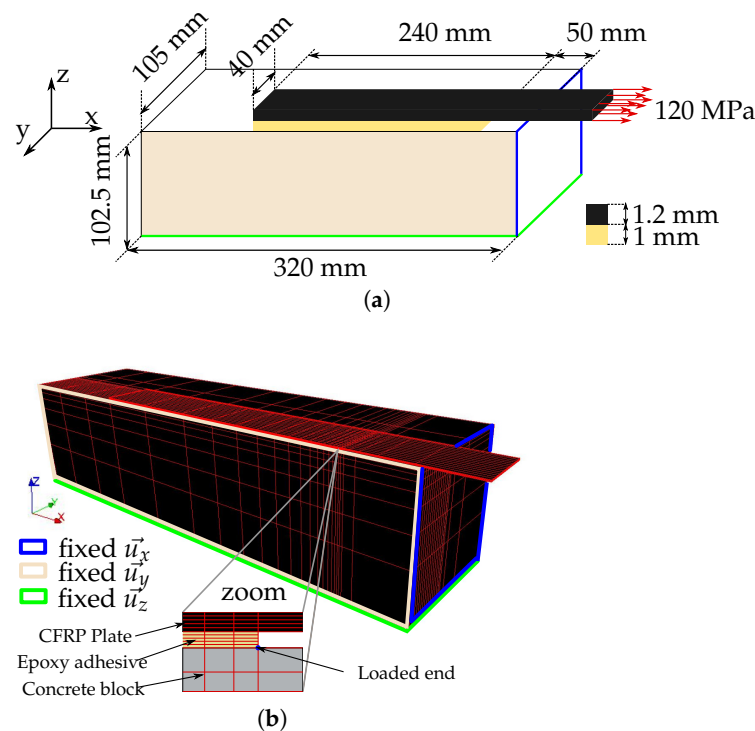 240 mm
50 mm
105 mm
40 mm
z
x
y
120 MPa
102.5 mm
1.2 mm
1 mm
320 mm
(a)
Z
Y
X
fixed u⃗x
fixed u⃗y
fixed u⃗z
zoom
CFRP Plate
Epoxy adhesive
Concrete block
Loaded end
(b)